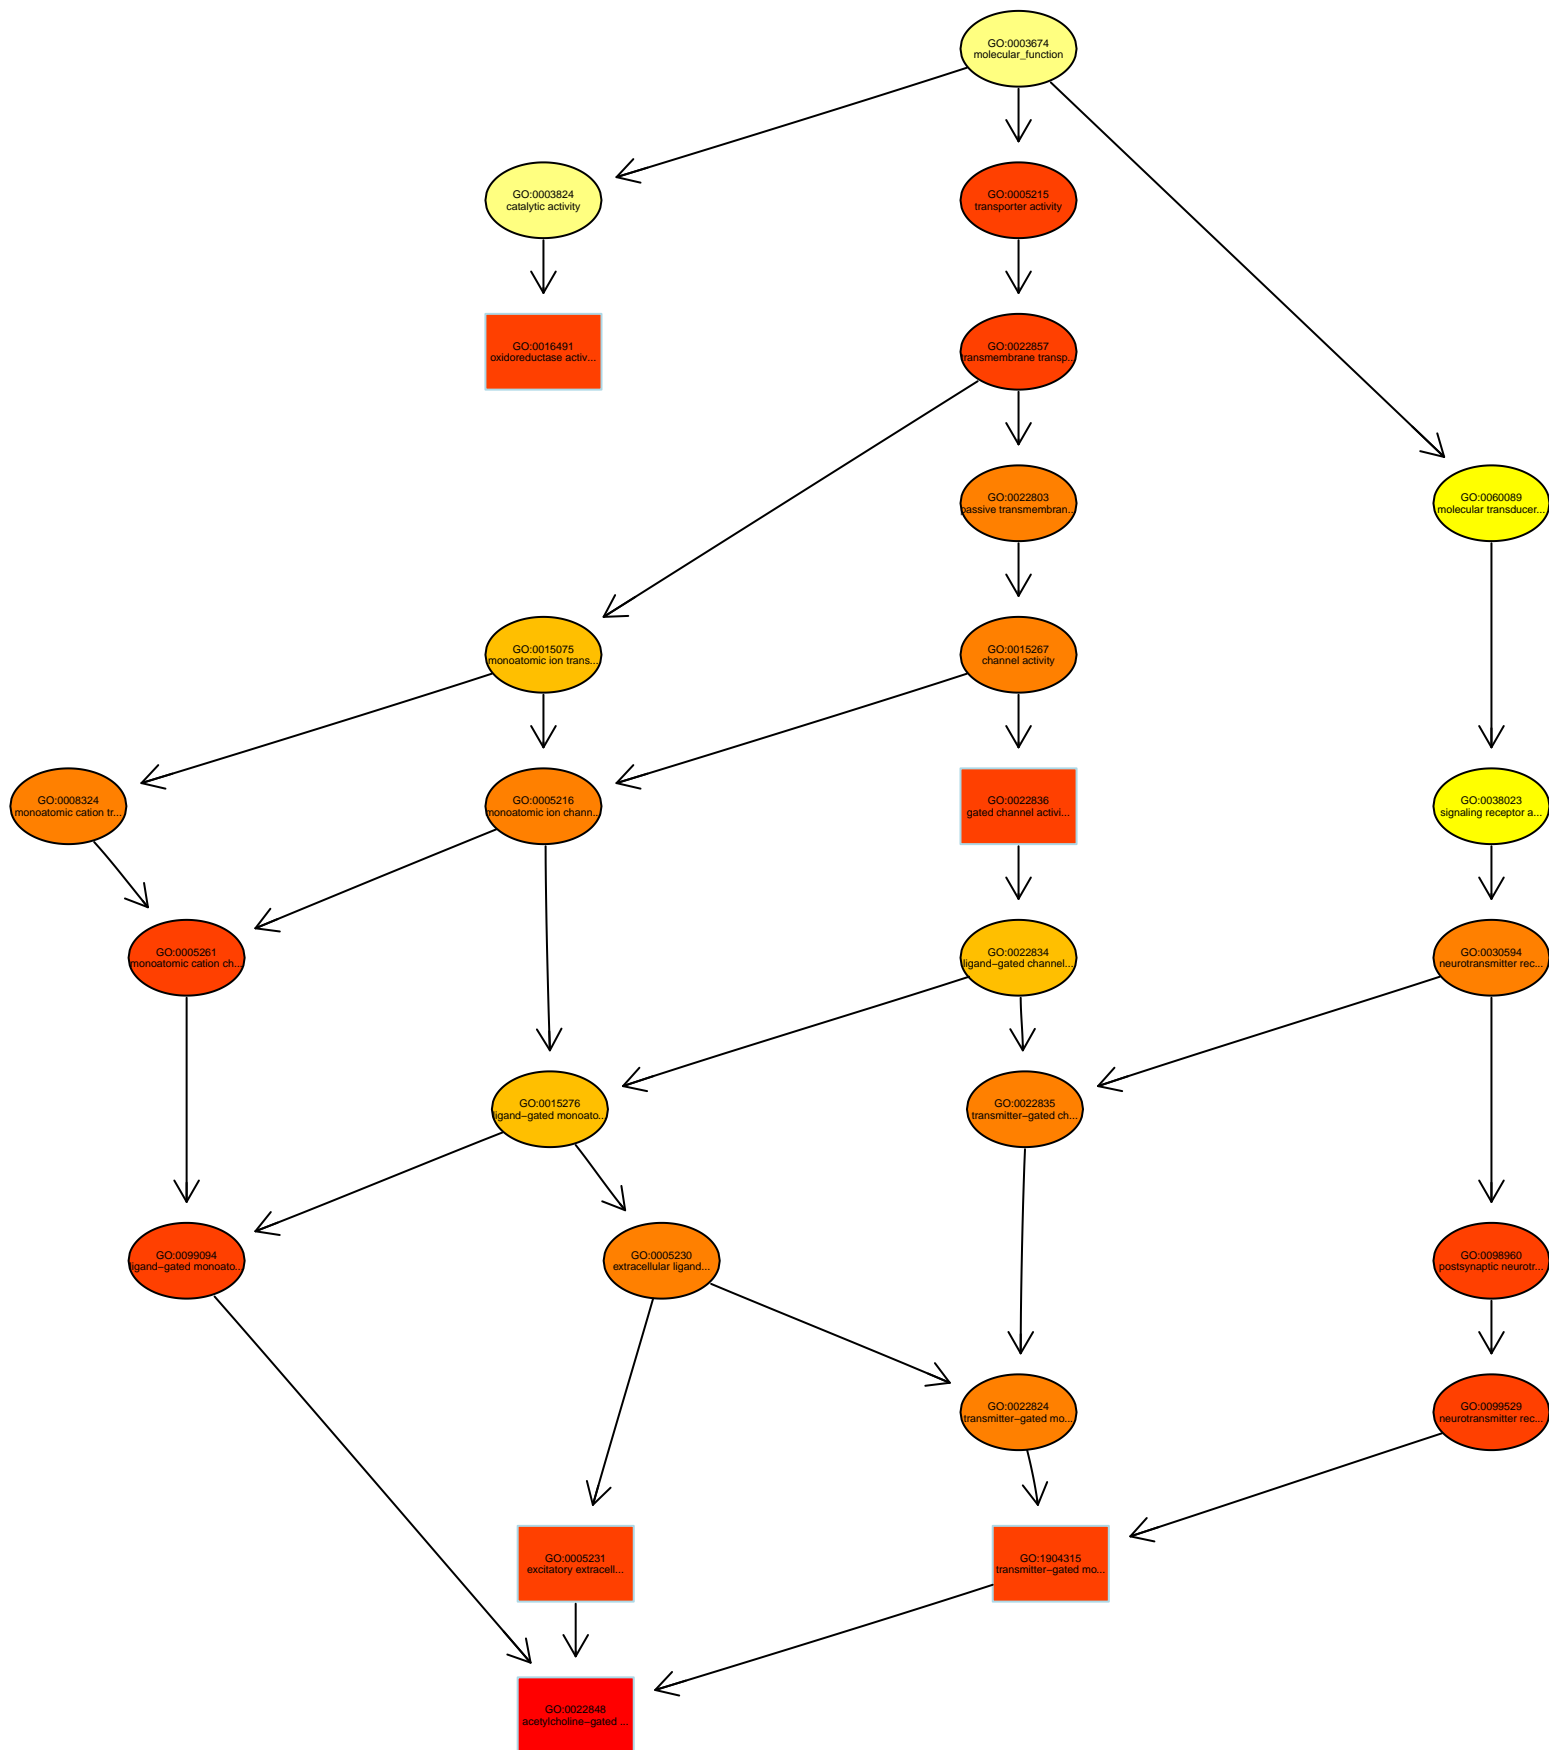 GO:0003674
molecular_function
GO:0003824
catalytic activity
GO:0005215
transporter activity
GO:0016491
oxidoreductase activ...
GO:0022857
transmembrane transp...
GO:0022803
passive transmembran...
GO:0060089
molecular transducer...
GO:0015075
monoatomic ion trans...
GO:0015267
channel activity
GO:0008324
monoatomic cation tr...
GO:0005216
monoatomic ion chann...
GO:0022836
gated channel activi...
GO:0038023
signaling receptor a...
GO:0005261
monoatomic cation ch...
GO:0022834
ligand−gated channel...
GO:0030594
neurotransmitter rec...
GO:0015276
ligand−gated monoato...
GO:0022835
transmitter−gated ch...
GO:0099094
ligand−gated monoato...
GO:0005230
extracellular ligand...
GO:0098960
postsynaptic neurotr...
GO:0022824
transmitter−gated mo...
GO:0099529
neurotransmitter rec...
GO:0005231
excitatory extracell...
GO:1904315
transmitter−gated mo...
GO:0022848
acetylcholine−gated ...